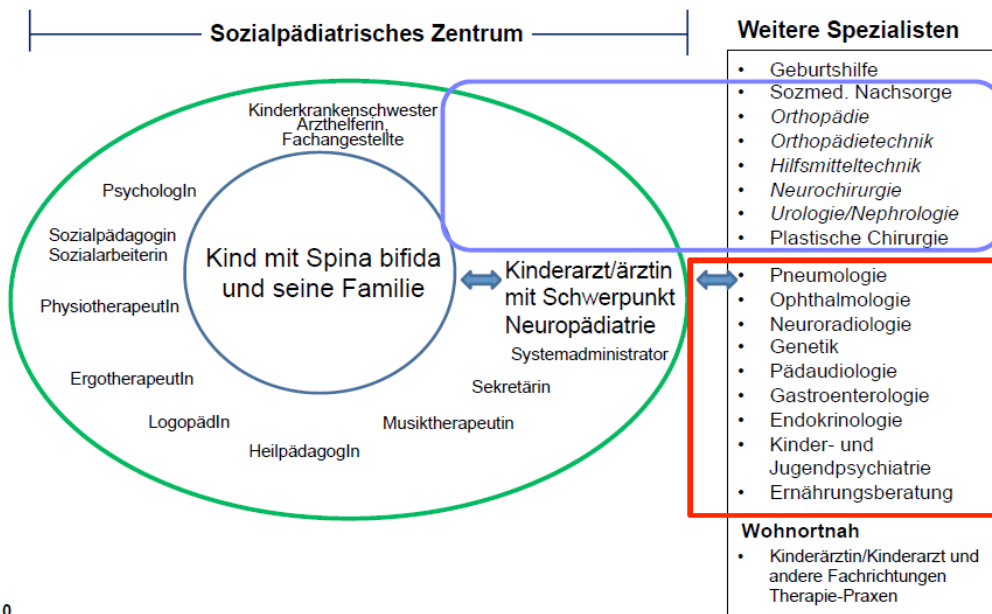 Sozialpädiatrisches Zentrum
Kinderkrankenschwester
Arzthelferin,
Fachangestellte
PsychologIn
Sozialpädagogin
Sozialarbeiterin
PhysiotherapeutIn
ErgotherapeutIn
LogopädIn
HeilpädagogIn
Musiktherapeutin
Sekretärin
Systemadministrator
Kind mit Spina bifida
und seine Familie
Kinderarzt/ärztin
mit Schwerpunkt
Neuropädiatrie
Weitere Spezialisten
• Geburtshilfe
• Sozmed. Nachsorge
• Orthopädie
• Orthopädietechnik
• Hilfsmitteltechnik
• Neurochirurgie
• Urologie/Nephrologie
• Plastische Chirurgie
• Pneumologie
• Ophthalmologie
• Neuroradiologie
• Genetik
• Pädaudiologie
• Gastroenterologie
• Endokrinologie
• Kinder- und
Jugendpsychiatrie
• Ernährungsberatung
Wohnortnah
• Kinderärztin/Kinderarzt und
andere Fachrichtungen
Therapie-Praxen
0